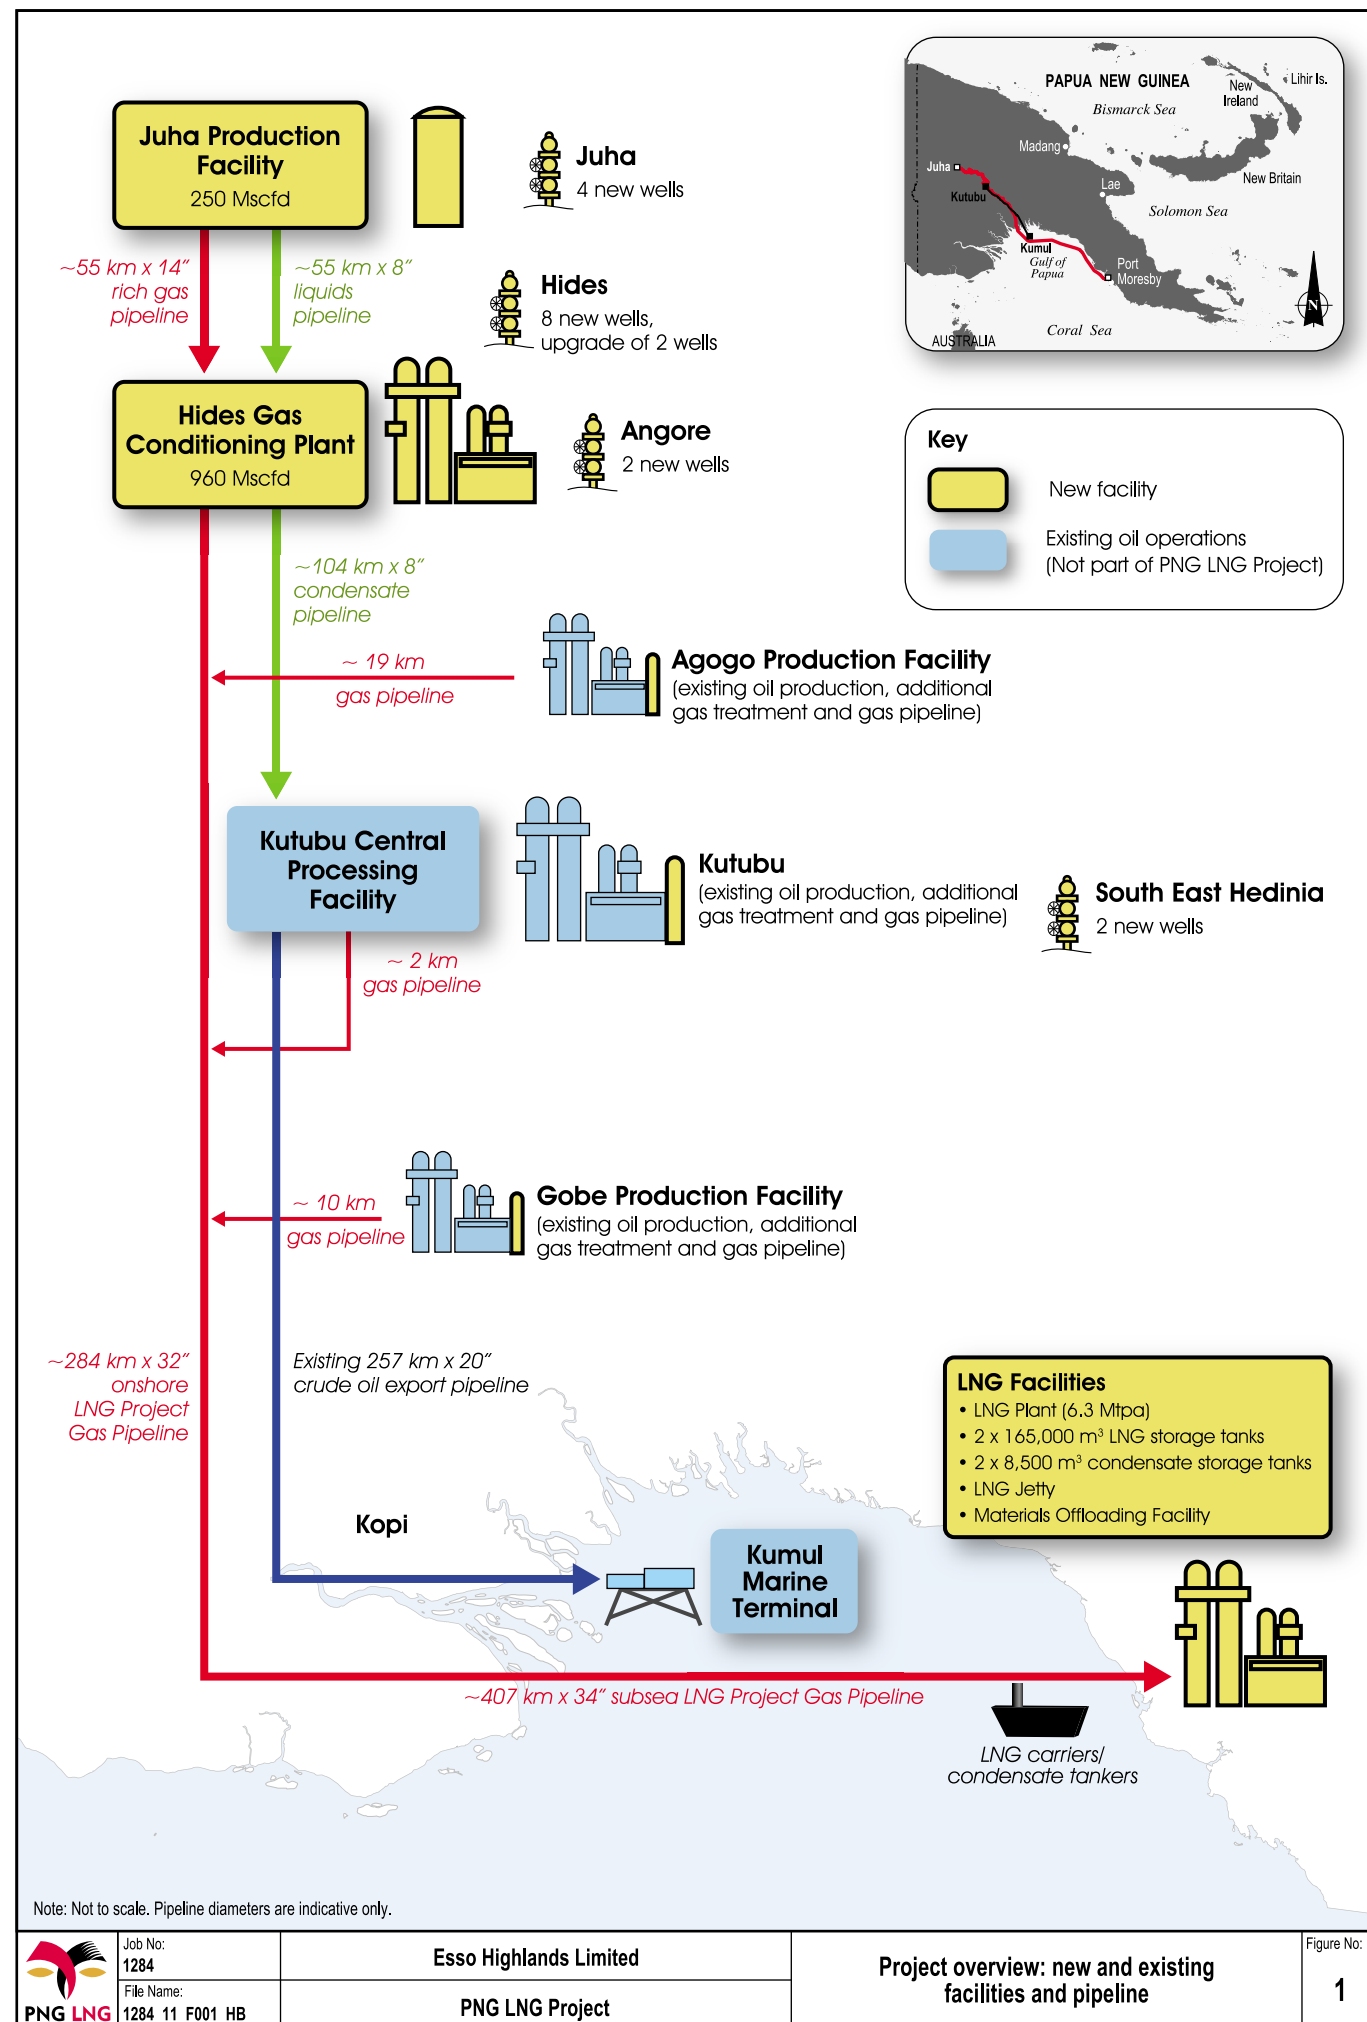 Juha Production
Facility
250 Mscfd
Juha
4 new wells
~55 km x 14”
rich gas
pipeline
~55 km x 8”
liquids
pipeline
Hides
8 new wells,
upgrade of 2 wells
Hides Gas
Conditioning Plant
960 Mscfd
Angore
2 new wells
PAPUA NEW GUINEA
Bismarck Sea
New
Ireland
Lihir Is.
Madang
Juha
New Britain
Lae
Kutubu
Solomon Sea
Kumul
Gulf of
Papua
Port
Moresby
N
Coral Sea
AUSTRALIA
Key
New facility
Existing oil operations
(Not part of PNG LNG Project)
~104 km x 8”
condensate
pipeline
~ 19 km
gas pipeline
Agogo Production Facility
(existing oil production, additional
gas treatment and gas pipeline)
Kutubu Central
Processing
Facility
Kutubu
(existing oil production, additional
gas treatment and gas pipeline)
South East Hedinia
2 new wells
~ 2 km
gas pipeline
~ 10 km
gas pipeline
Gobe Production Facility
(existing oil production, additional
gas treatment and gas pipeline)
~284 km x 32”
onshore
LNG Project
Gas Pipeline
Existing 257 km x 20”
crude oil export pipeline
LNG Facilities
• LNG Plant (6.3 Mtpa)
• 2 x 165,000 m³ LNG storage tanks
• 2 x 8,500 m³ condensate storage tanks
• LNG Jetty
• Materials Offloading Facility
Kopi
Kumul
Marine
Terminal
~407 km x 34” subsea LNG Project Gas Pipeline
LNG carriers/
condensate tankers
Note: Not to scale. Pipeline diameters are indicative only.
PNG LNG
Job No:
1284
File Name:
1284 11 F001 HB
Esso Highlands Limited
PNG LNG Project
Project overview: new and existing
facilities and pipeline
Figure No:
1